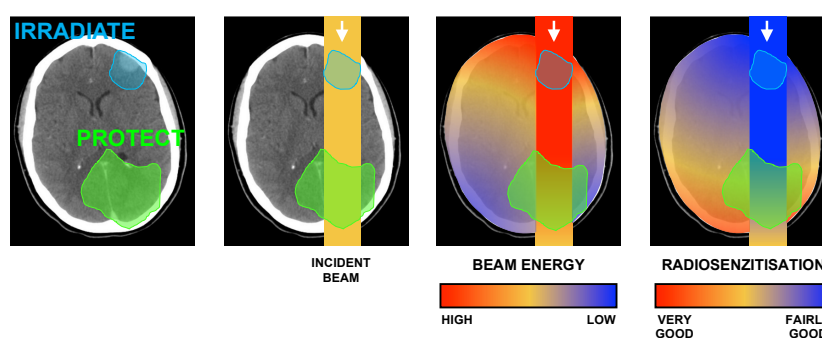 IRRADIATE
PROTECT
INCIDENT
BEAM
BEAM ENERGY
HIGH LOW
RADIOSENZITISATION
VERY
GOOD
FAIRL
GOOD